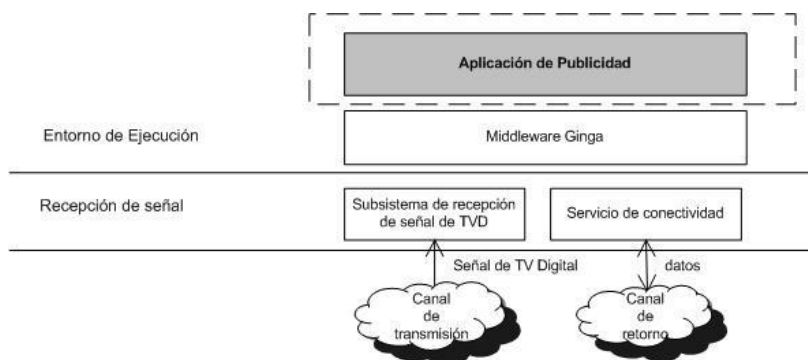 Aplicación de Publicidad
Entorno de Ejecución
Middleware Ginga
Recepción de señal
Subsistema de recepción
de señal de TVD
Servicio de conectividad
Señal de TV Digital
datos
Canal
de
transmisión
Canal
de
retorno